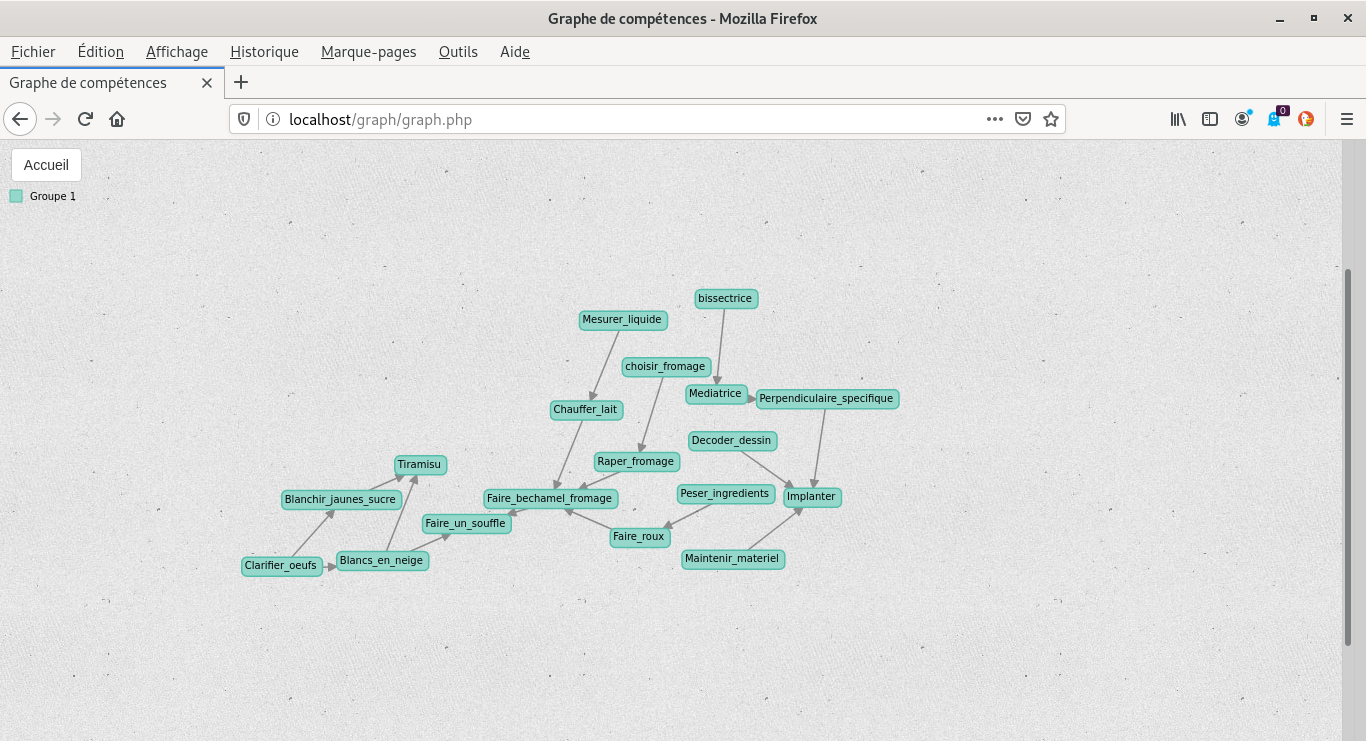 Graphe de compétences - Mozilla Firefox
Fichier Édition Affichage Historique Marque-pages Outils Aide
Graphe de compétences
localhost/graph/graph.php
0
Accueil
Groupe 1
bissectrice
Mesurer_liquide
choisir_fromage
Mediatrice
Perpendiculaire_specifique
Chauffer_lait
Decoder_dessin
Raper_fromage
Tiramisu
Peser_ingredients
Implanter
Faire_bechamel_fromage
Blanchir_jaunes_sucre
Faire_un_souffle
Faire_roux
Maintenir_materiel
Blancs_en_neige
Clarifier_oeufs